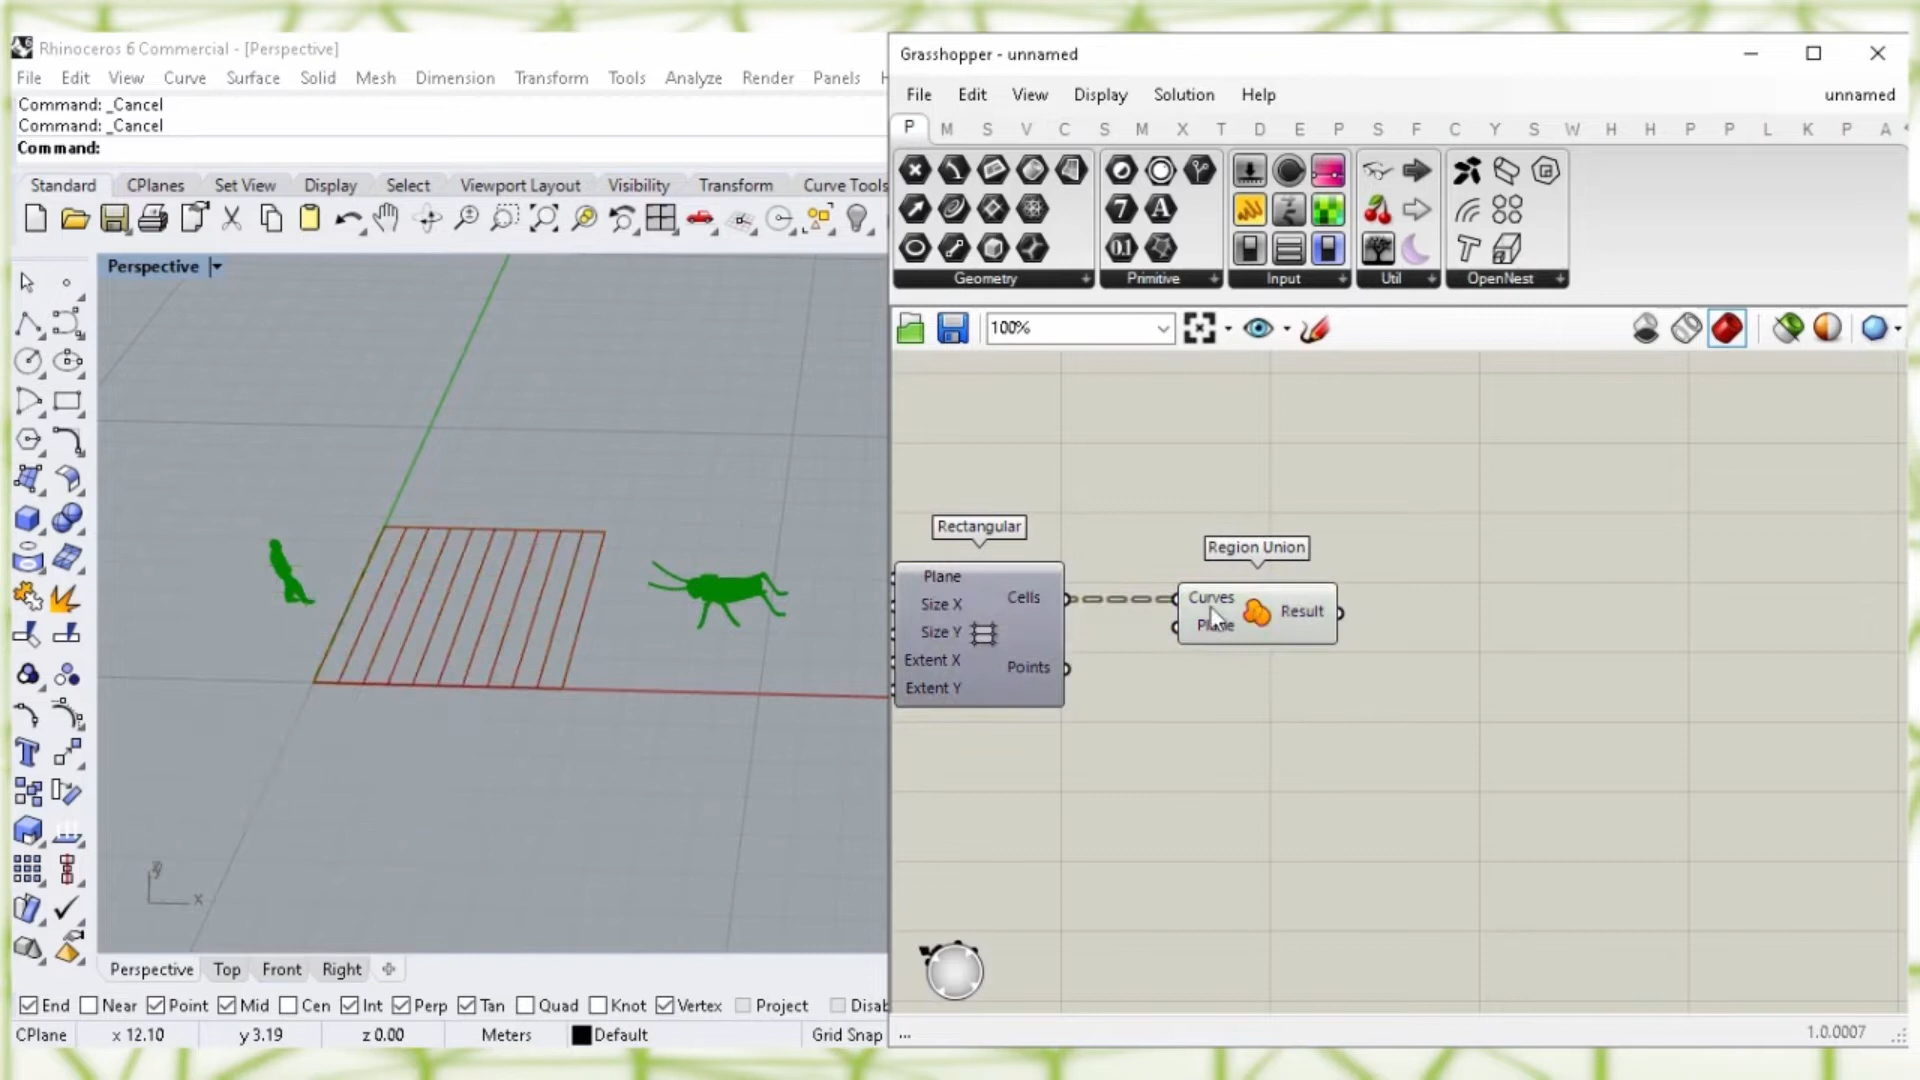 Rhinoceros 6 Commercial - [Perspective]
File Edit View Curve Surface Solid Mesh Dimension Transform Tools Analyze Render Panels H
Command: _Cancel
Command: _Cancel
Command:
Standard CPlanes Set View Display Select Viewport Layout Visibility Transform Curve Tools
Perspective
y
x
Perspective Top Front Right
End Near Point Mid Cen Int Perp Tan Quad Knot Vertex Project Disab
CPlane x 12.10 y 3.19 z 0.00 Meters Default Grid Snap
Grasshopper - unnamed
File Edit View Display Solution Help unnamed
P M S V C S M X T D E P S F C Y S W H H P P L K P A
Geometry Primitive Input Util OpenNest
100%
Rectangular
Plane
Size X
Size Y
Extent X
Extent Y
Cells
Points
Region Union
Curves
Plane
Result
... 1.0.0007